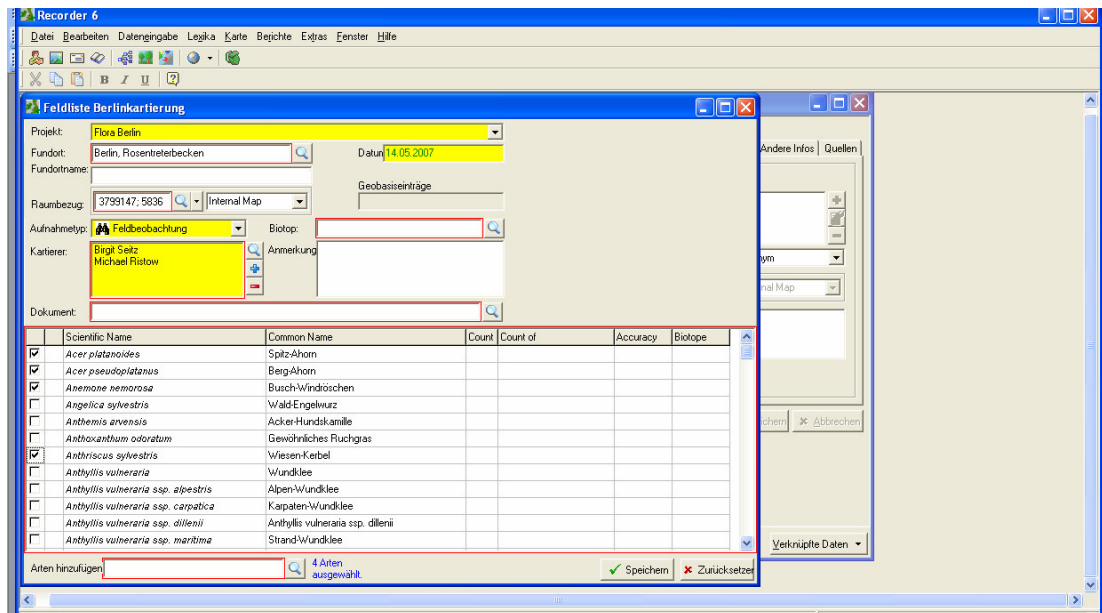 Recorder 6
Datei Bearbeiten Dateneingabe Lexika Karte Berichte Extras Fenster Hilfe
B I U
Feldliste Berlinkartierung
Projekt: Flora Berlin
Fundort: Berlin, Rosentreterbecken Datun 14.05.2007
Andere Infos Quellen
Fundortname:
Geobasiseinträge
Raumbezug: 3799147; 5836 Internal Map
Aufnahmetyp: Feldbeobachtung Biotop:
Kartierer: Birgit Seitz Anmerkung
Michael Ristow
ym
nal Map
Dokument:
Scientific Name Common Name Count Count of Accuracy Biotope
Acer platanoides Spitz-Ahorn
Acer pseudoplatanus Berg-Ahorn
Anemone nemorosa Busch-Windröschen
Angelica sylvestris Wald-Engelwurz
Anthemis arvensis Acker-Hundskamille
Anthoxanthum odoratum Gewöhnliches Ruchgras
Anthriscus sylvestris Wiesen-Kerbel
Anthyllis vulneraria Wundklee
Anthyllis vulneraria ssp. alpestris Alpen-Wundklee
Anthyllis vulneraria ssp. carpatica Karpaten-Wundklee
Anthyllis vulneraria ssp. dillenii Anthyllis vulneraria ssp. dillenii
Anthyllis vulneraria ssp. maritima Strand-Wundklee
ichern Abbrechen
Verknüpfte Daten
Arten hinzufügen 4 Arten
ausgewählt.
Speichern Zurücksetzer